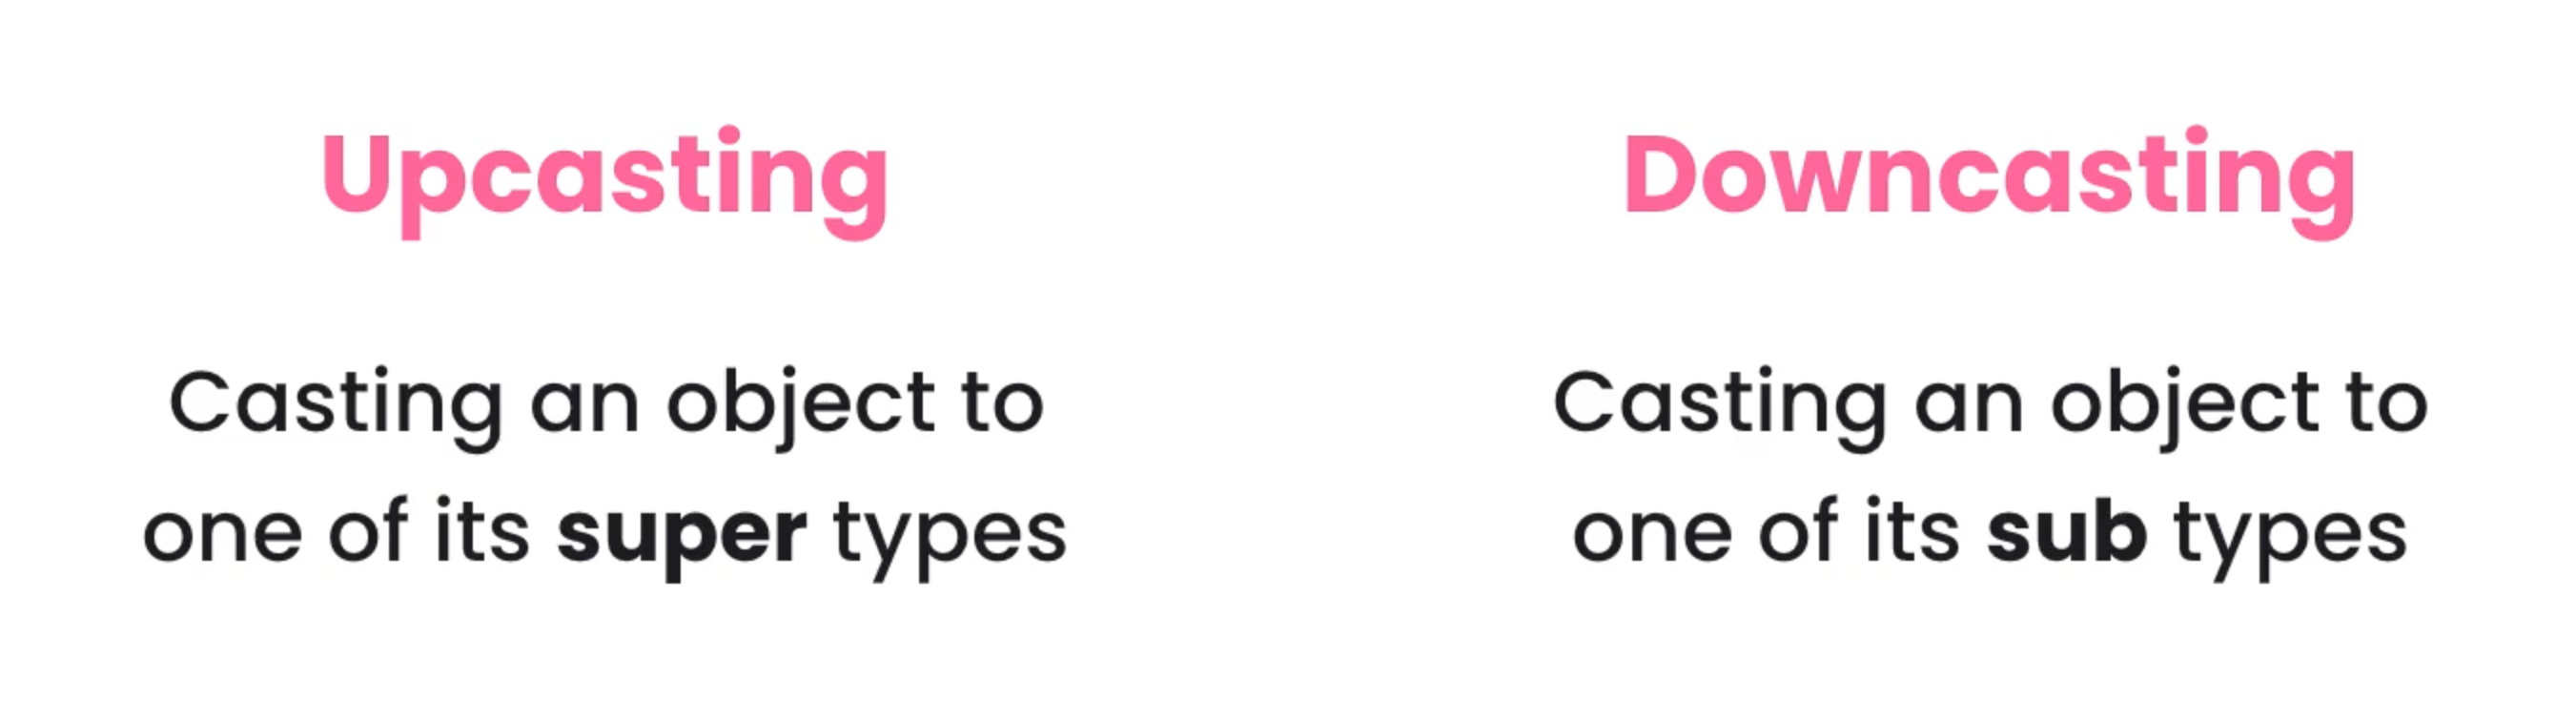 Upcasting
Casting an object to
one of its super types
Downcasting
Casting an object to
one of its sub types